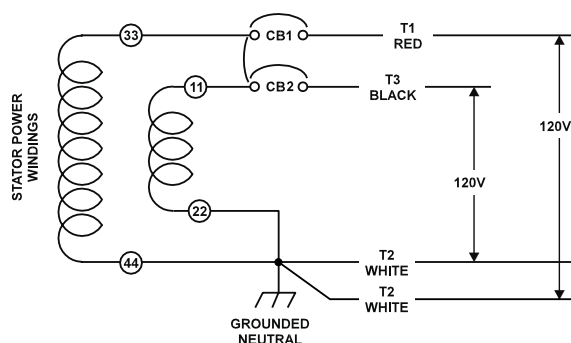 33
CB1
T1
RED
11
CB2
T3
BLACK
STATOR POWER
WINDINGS
120V
120V
22
44
T2
WHITE
T2
WHITE
GROUNDED
NEUTRAL